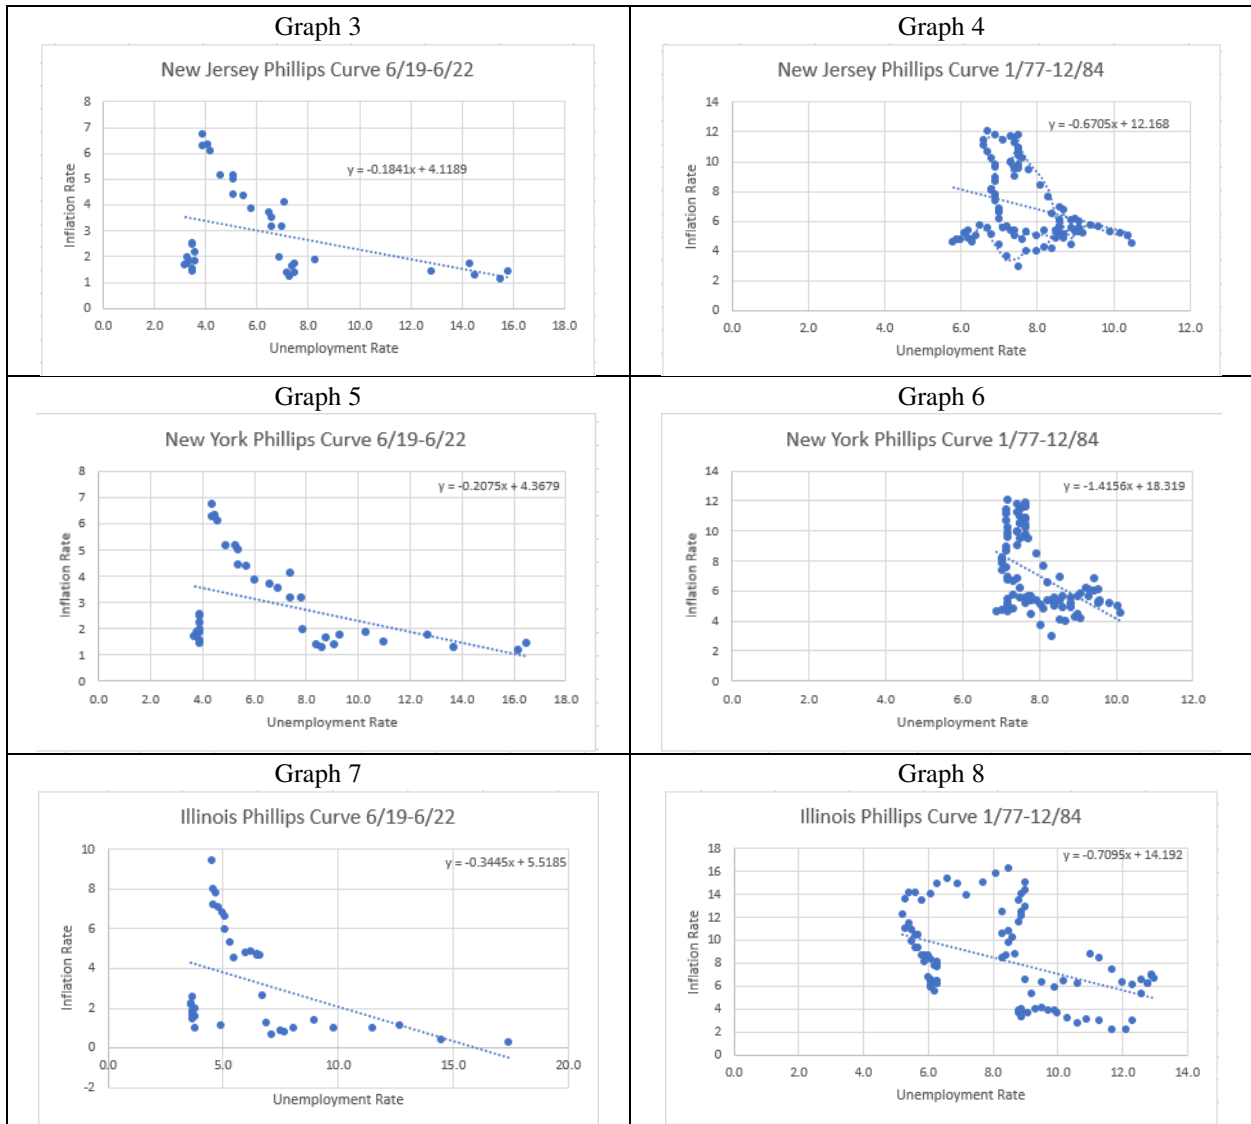 Graph 3
New Jersey Phillips Curve 6/19-6/22
8
7
6
5
4
3
2
1
0
Inflation Rate
y = -0.1841x + 4.1189
0.0 2.0 4.0 6.0 8.0 10.0 12.0 14.0 16.0 18.0
Unemployment Rate
Graph 4
New Jersey Phillips Curve 1/77-12/84
14
12
10
8
6
4
2
0
Inflation Rate
y = -0.6705x + 12.168
0.0 2.0 4.0 6.0 8.0 10.0 12.0
Unemployment Rate
Graph 5
New York Phillips Curve 6/19-6/22
8
7
6
5
4
3
2
1
0
Inflation Rate
y = -0.2075x + 4.3679
0.0 2.0 4.0 6.0 8.0 10.0 12.0 14.0 16.0 18.0
Unemployment Rate
Graph 6
New York Phillips Curve 1/77-12/84
14
12
10
8
6
4
2
0
Inflation Rate
y = -1.4156x + 18.319
0.0 2.0 4.0 6.0 8.0 10.0 12.0
Unemployment Rate
Graph 7
Illinois Phillips Curve 6/19-6/22
10
8
6
4
2
0
-2
Inflation Rate
y = -0.3445x + 5.5185
0.0 5.0 10.0 15.0 20.0
Unemployment Rate
Graph 8
Illinois Phillips Curve 1/77-12/84
18
16
14
12
10
8
6
4
2
0
Inflation Rate
y = -0.7095x + 14.192
0.0 2.0 4.0 6.0 8.0 10.0 12.0 14.0
Unemployment Rate